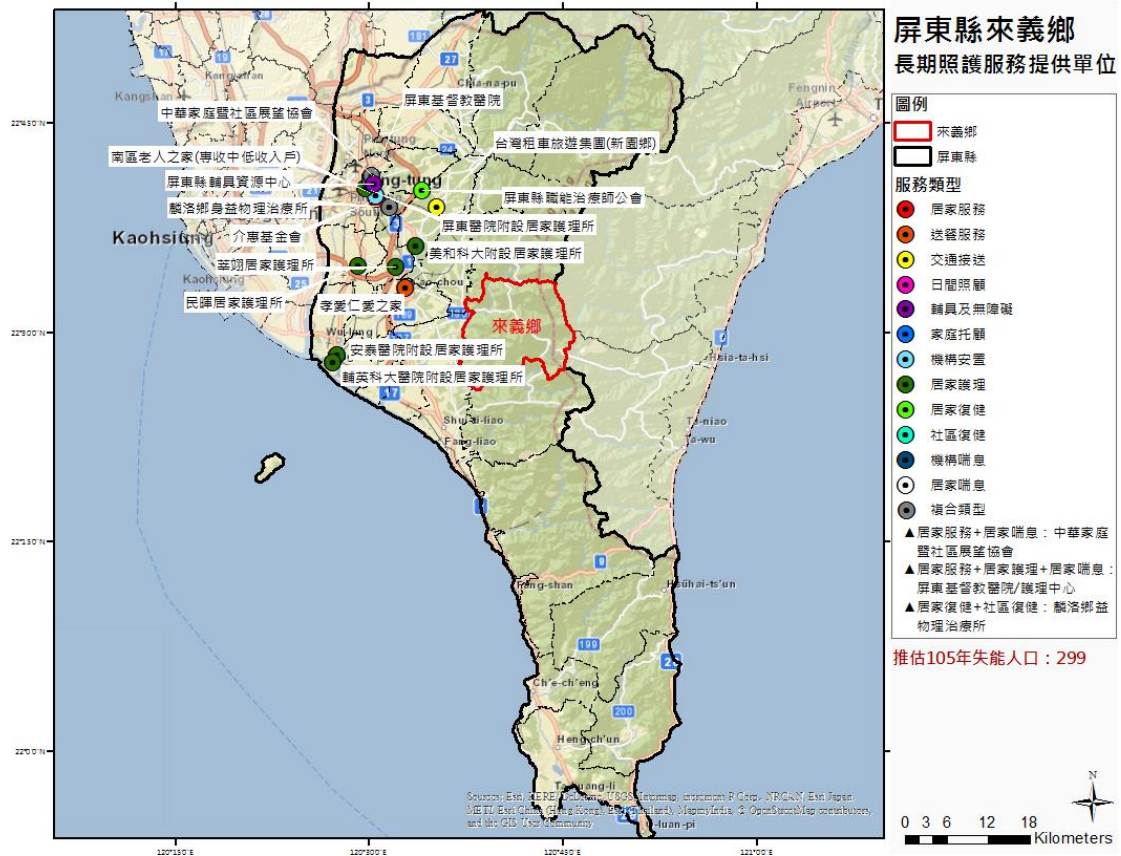 屏東縣來義鄉
長期照護服務提供單位
圖例
來義鄉
屏東縣
服務類型
居家服務
送餐服務
交通接送
日間照顧
輔具及無障礙
家庭托顧
機構安置
居家護理
居家復健
社區復健
機構喘息
居家喘息
複合類型
▲居家服務+居家喘息：中華家庭
暨社區展望協會
▲居家服務+居家護理+居家喘息：
屏東基督教醫院/護理中心
▲居家復健+社區復健：麟洛鄉益
物理治療所
推估105年失能人口：299
N
0 3 6 12 18
Kilometers
屏東基督教醫院
中華家庭暨社區展望協會
台灣租車旅遊集團(新園鄉)
南區老人之家(專收中低收入戶)
屏東縣輔具資源中心
屏東縣職能治療師公會
麟洛鄉身益物理治療所
屏東醫院附設居家護理所
介惠基金會
美和科大附設居家護理所
莘翊居家護理所
民暉居家護理所
孝愛仁愛之家
來義鄉
安泰醫院附設居家護理所
輔英科大醫院附設居家護理所
Kangshan
Chia-na-pu
Fengnin
Airport
Kaohsiung
Hsia-ta-hsi
Shui-ti-liao
Fang-liao
Ta-niao
Ta-wu
Fang-shan
Hsühai-ts'un
Ch'e-ch'eng
Heng-ch'un
181
27
3
24
25
1
17
9
199
200
22°45'N
22°30'N
22°15'N
22°0'0"N
120°15'0"E
120°30'0"E
120°45'0"E
121°0'0"E